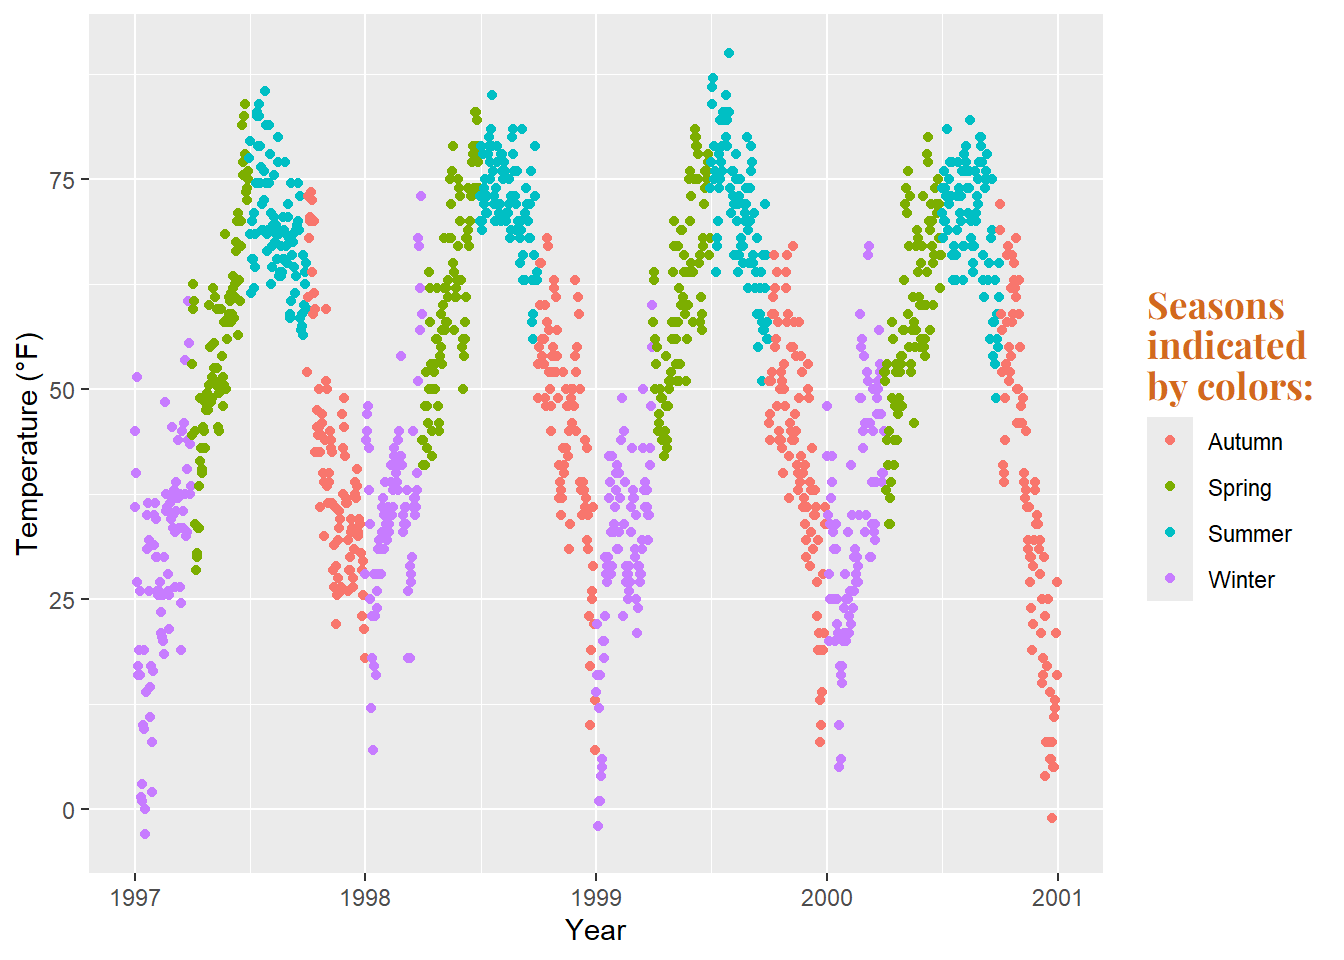 75
50
25
0
Temperature (°F)
1997
1998
1999
2000
2001
Year
Seasons
indicated
by colors:
Autumn
Spring
Summer
Winter